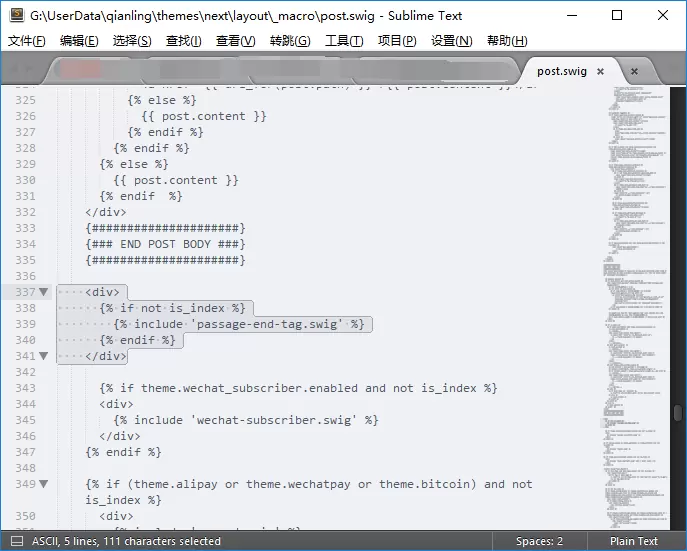 G:\UserData\qianling\themes\next\layout\_macro\post.swig - Sublime Text
文件(F) 编辑(E) 选择(S) 查找(I) 查看(V) 转跳(G) 工具(T) 项目(P) 设置(N) 帮助(H)
post.swig
325 {% else %}
326 {{ post.content }}
327 {% endif %}
328 {% endif %}
329 {% else %}
330 {{ post.content }}
331 {% endif  %}
332 </div>
333 {#####################}
334 {### END POST BODY ###}
335 {#####################}
336
337 <div>
338 {% if not is_index %}
339 {% include 'passage-end-tag.swig' %}
340 {% endif %}
341 </div>
342
343 {% if theme.wechat_subscriber.enabled and not is_index %}
344 <div>
345 {% include 'wechat-subscriber.swig' %}
346 </div>
347 {% endif %}
348
349 {% if (theme.alipay or theme.wechatpay or theme.bitcoin) and not
is_index %}
350 <div>
ASCII, 5 lines, 111 characters selected
Spaces: 2
Plain Text